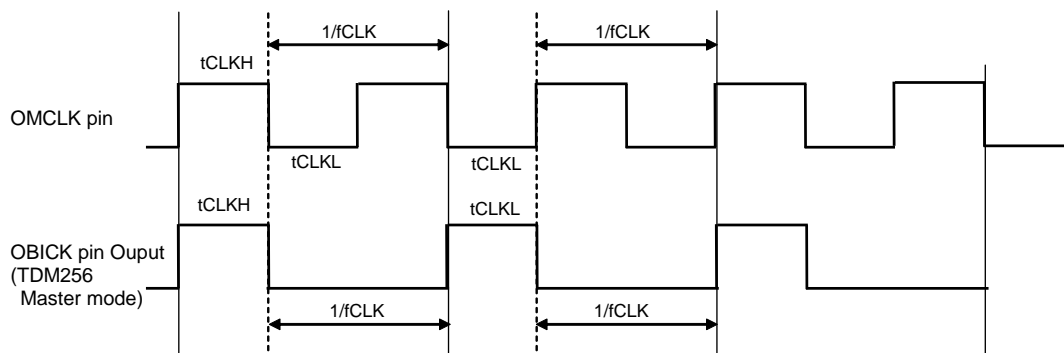 1/fCLK 1/fCLK
tCLKH
OMCLK pin
tCLKL tCLKL
tCLKH tCLKL
OBICK pin Ouput
(TDM256
Master mode)
1/fCLK 1/fCLK